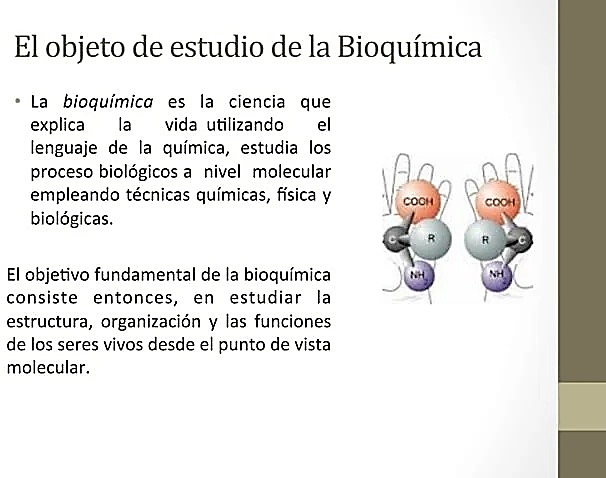 El objeto de estudio de la Bioquímica
• La bioquímica es la ciencia que
explica la vida utilizando el
lenguaje de la química, estudia los
proceso biológicos a nivel molecular
empleando técnicas químicas, física y
biológicas.
El objetivo fundamental de la bioquímica
consiste entonces, en estudiar la
estructura, organización y las funciones
de los seres vivos desde el punto de vista
molecular.
COOH COOH
C R R C
NH₂ NH₂